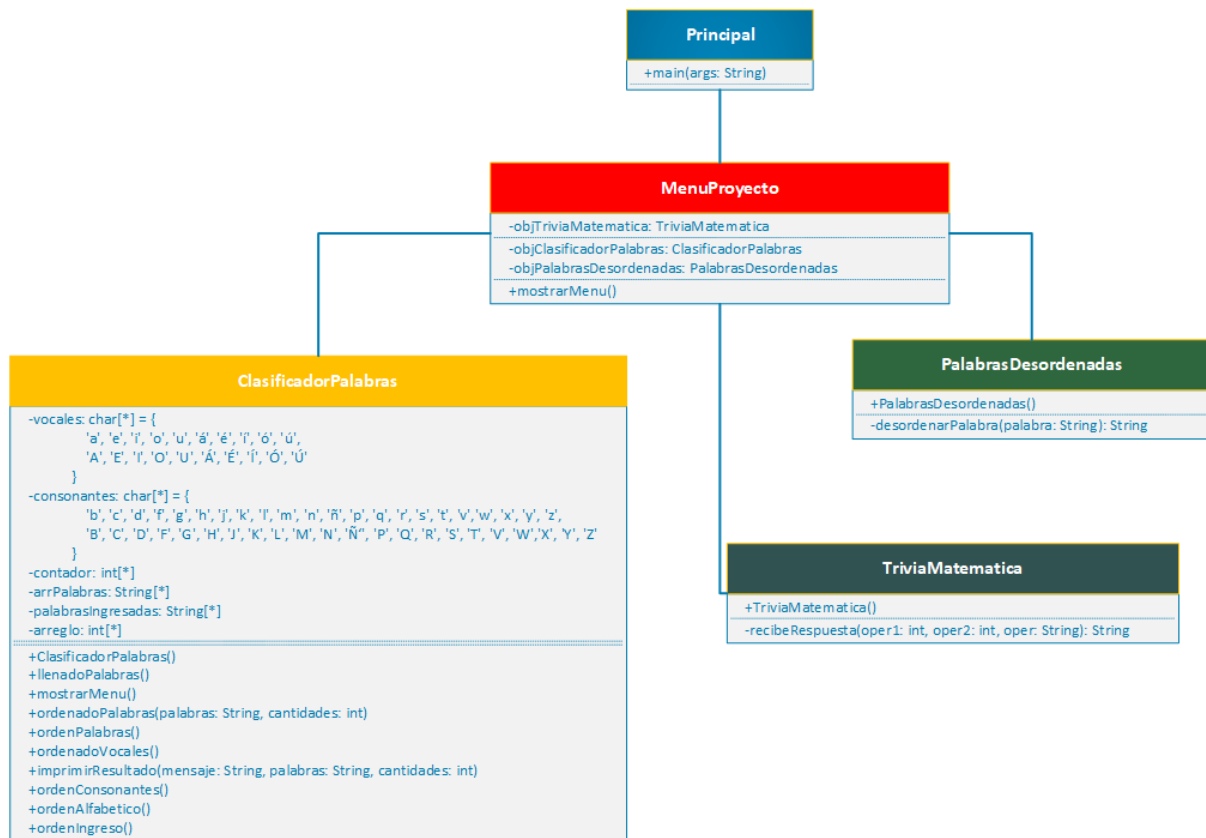 Principal
+main(args: String)
MenuProyecto
-objTriviaMatematica: TriviaMatematica
-objClasificadorPalabras: ClasificadorPalabras
-objPalabrasDesordenadas: PalabrasDesordenadas
+mostrarMenu()
ClasificadorPalabras
-vocales: char[*] = {
'a', 'e', 'i', 'o', 'u', 'á', 'é', 'í', 'ó', 'ú',
'A', 'E', 'I', 'O', 'U', 'Á', 'É', 'Í', 'Ó', 'Ú'
}
-consonantes: char[*] = {
'b', 'c', 'd', 'f', 'g', 'h', 'j', 'k', 'l', 'm', 'n', 'ñ', 'p', 'q', 'r', 's', 't', 'v','w', 'x', 'y', 'z',
'B', 'C', 'D', 'F', 'G', 'H', 'J', 'K', 'L', 'M', 'N', 'Ñ“, 'P', 'Q', 'R', 'S', 'T', 'V', 'W','X', 'Y', 'Z'
}
-contador: int[*]
-arrPalabras: String[*]
-palabrasIngresadas: String[*]
-arreglo: int[*]
+ClasificadorPalabras()
+llenadoPalabras()
+mostrarMenu()
+ordenadoPalabras(palabras: String, cantidades: int)
+ordenPalabras()
+ordenadoVocales()
+imprimirResultado(mensaje: String, palabras: String, cantidades: int)
+ordenConsonantes()
+ordenAlfabetico()
+ordenIngreso()
PalabrasDesordenadas
+PalabrasDesordenadas()
-desordenarPalabra(palabra: String): String
TriviaMatematica
+TriviaMatematica()
-recibeRespuesta(oper1: int, oper2: int, oper: String): String